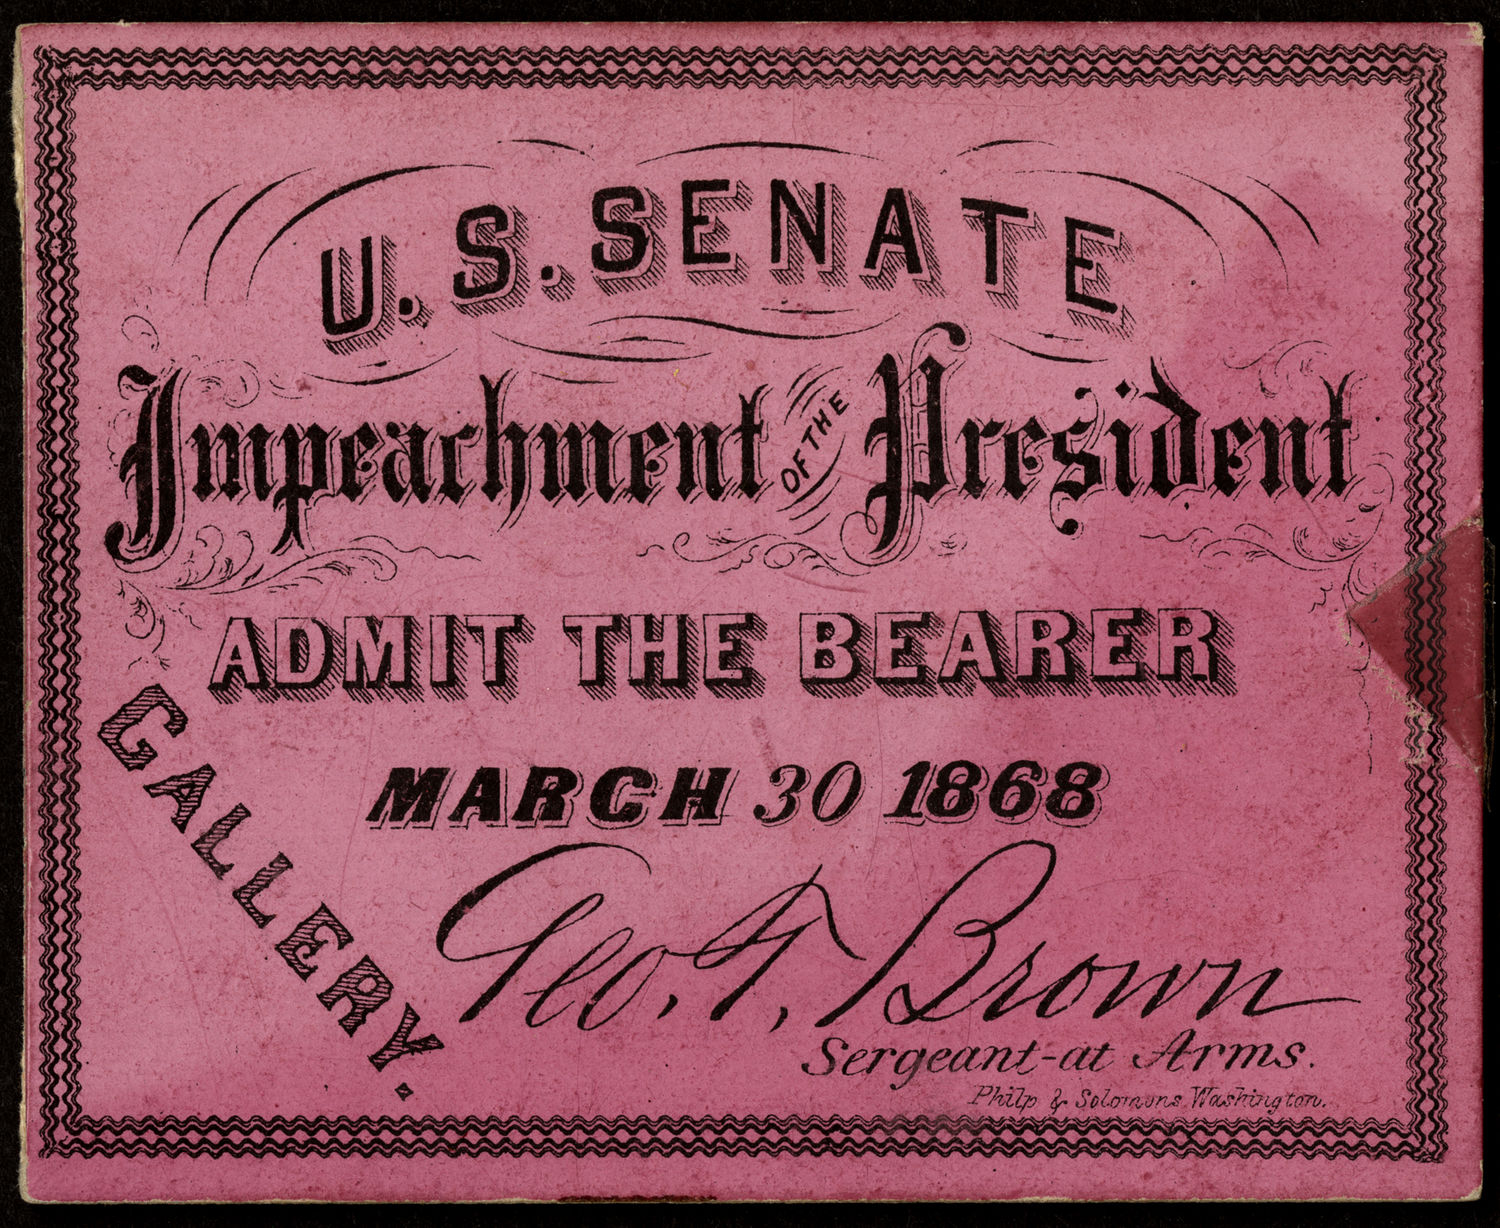 U. S. SENATE
Impeachment OF THE President
ADMIT THE BEARER
GALLERY.
MARCH 30 1868
Geo. T. Brown
Sergeant-at Arms.
Philp & Solomons Washington.